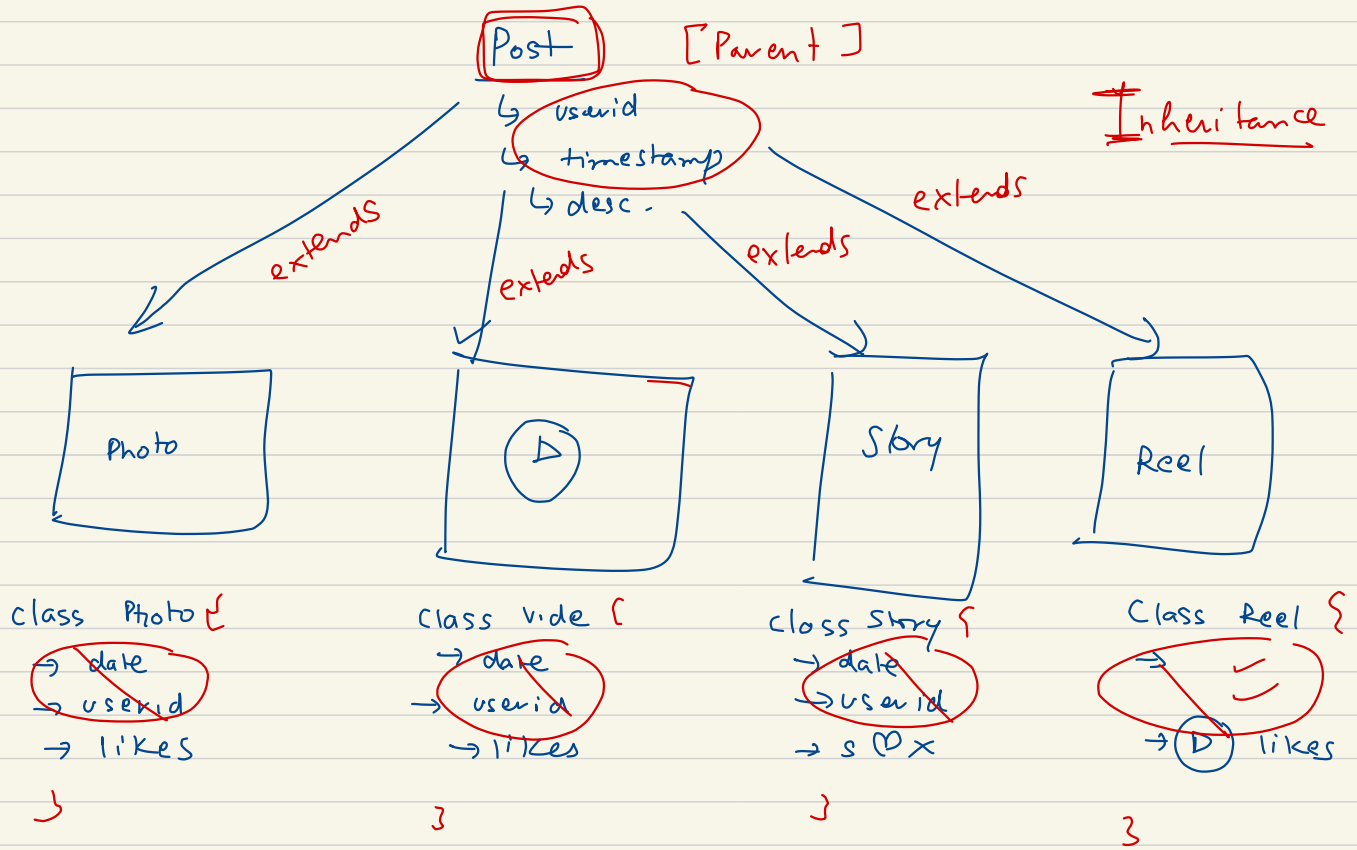 Post [Parent]
↳ userid
Inheritance
↳ timestamp
↳ desc.
extends
extends
extends
extends
Photo
Story
Reel
class Photo {
→ date
→ userid
→ likes
}
class Vide {
→ date
→ userid
→ likes
}
class Story {
→ date
→ userid
→ s ♡ x
}
Class Reel {
→
→ likes
}